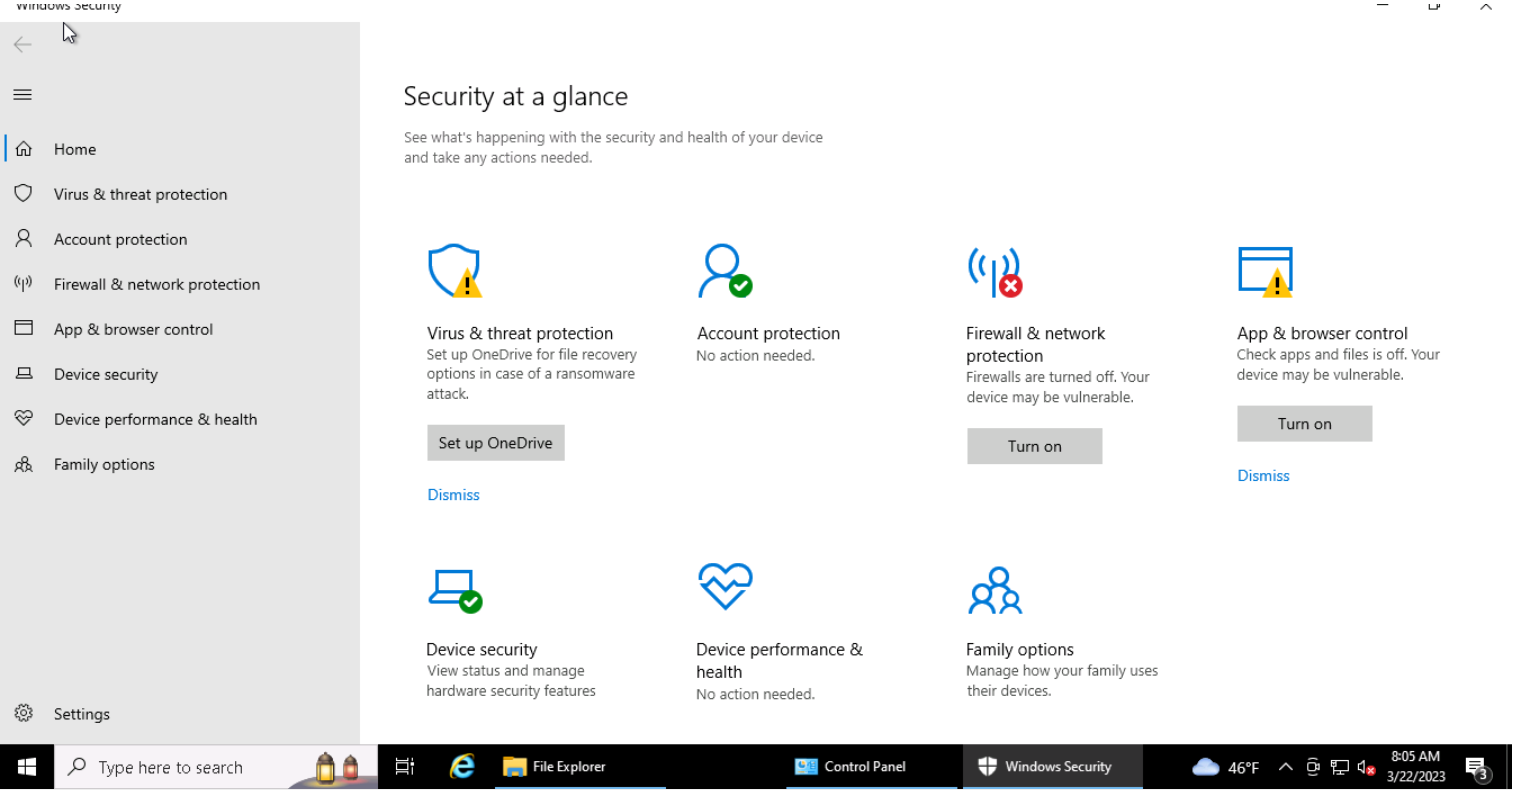 Windows Security
Home
Virus & threat protection
Account protection
Firewall & network protection
App & browser control
Device security
Device performance & health
Family options
Settings
Security at a glance
See what's happening with the security and health of your device
and take any actions needed.
Virus & threat protection
Set up OneDrive for file recovery
options in case of a ransomware
attack.
Set up OneDrive
Dismiss
Account protection
No action needed.
Firewall & network
protection
Firewalls are turned off. Your
device may be vulnerable.
Turn on
App & browser control
Check apps and files is off. Your
device may be vulnerable.
Turn on
Dismiss
Device security
View status and manage
hardware security features
Device performance &
health
No action needed.
Family options
Manage how your family uses
their devices.
Type here to search
File Explorer
Control Panel
Windows Security
46°F
8:05 AM
3/22/2023
3